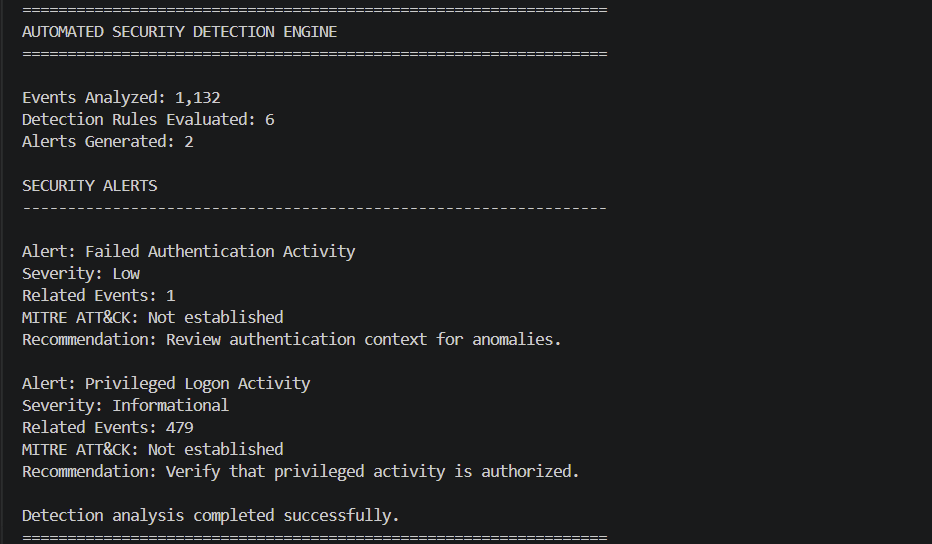 =================================================================
AUTOMATED SECURITY DETECTION ENGINE
=================================================================
Events Analyzed: 1,132
Detection Rules Evaluated: 6
Alerts Generated: 2
SECURITY ALERTS
-----------------------------------------------------------------
Alert: Failed Authentication Activity
Severity: Low
Related Events: 1
MITRE ATT&CK: Not established
Recommendation: Review authentication context for anomalies.
Alert: Privileged Logon Activity
Severity: Informational
Related Events: 479
MITRE ATT&CK: Not established
Recommendation: Verify that privileged activity is authorized.
Detection analysis completed successfully.
=================================================================